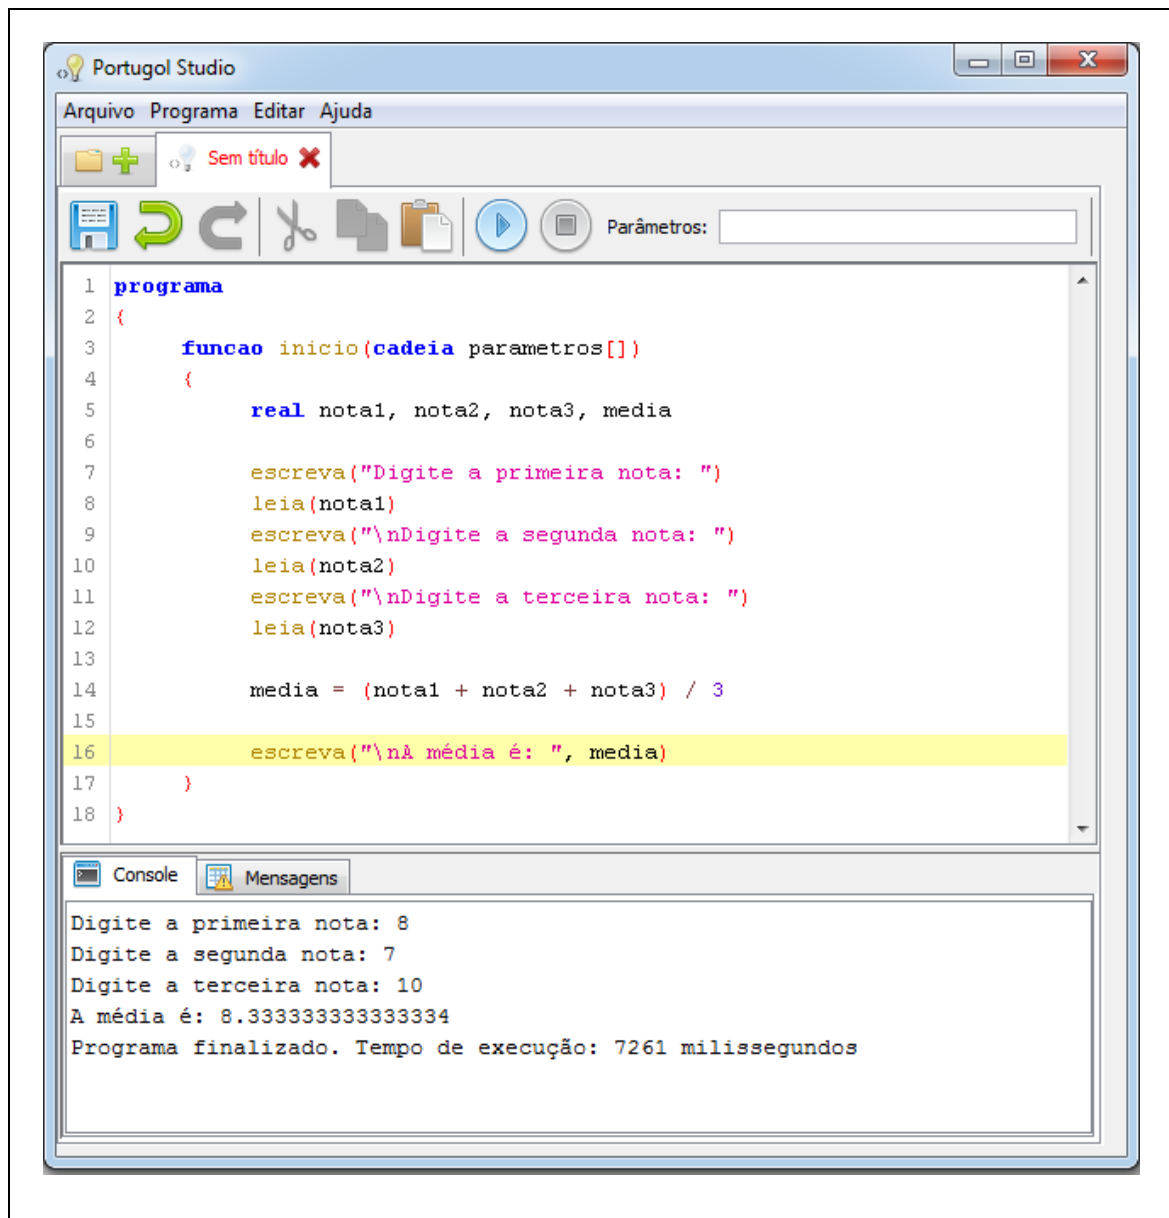 Portugol Studio
Arquivo Programa Editar Ajuda
Sem título
Parâmetros:
1 programa
2 {
3 funcao inicio(cadeia parametros[])
4 {
5 real nota1, nota2, nota3, media
6
7 escreva("Digite a primeira nota: ")
8 leia(nota1)
9 escreva("\nDigite a segunda nota: ")
10 leia(nota2)
11 escreva("\nDigite a terceira nota: ")
12 leia(nota3)
13
14 media = (nota1 + nota2 + nota3) / 3
15
16 escreva("\nA média é: ", media)
17 }
18 }
Console Mensagens
Digite a primeira nota: 8
Digite a segunda nota: 7
Digite a terceira nota: 10
A média é: 8.333333333333334
Programa finalizado. Tempo de execução: 7261 milissegundos